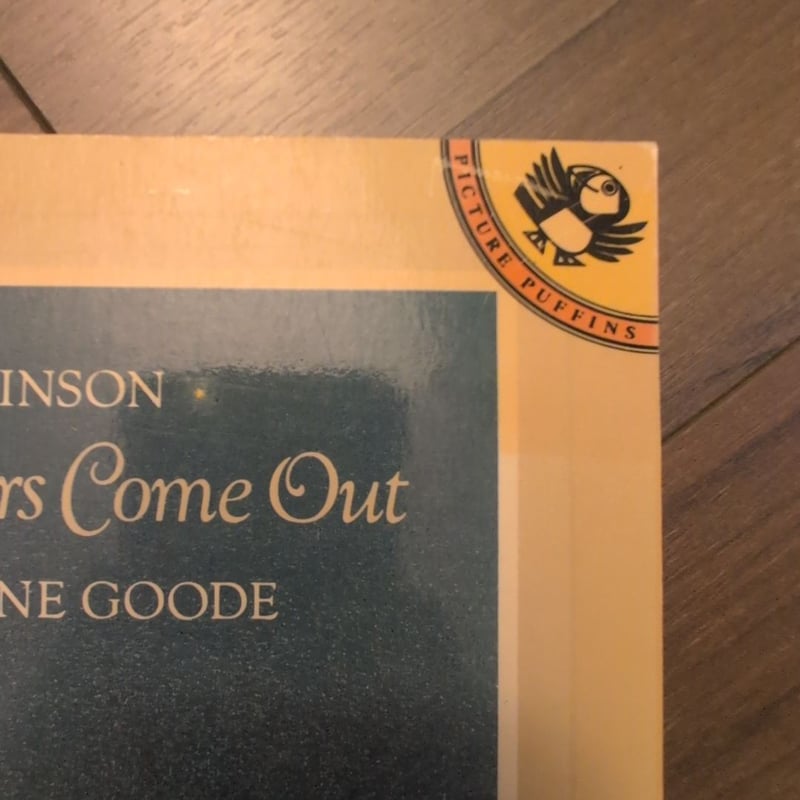 PICTURE PUFFINS
INSON
rs Come Out
NE GOODE